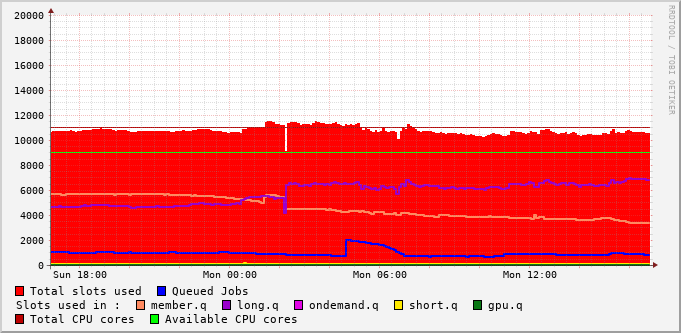 20000
18000
16000
14000
12000
10000
8000
6000
4000
2000
0
Sun 18:00 Mon 00:00 Mon 06:00 Mon 12:00
Total slots used Queued Jobs
Slots used in : member.q long.q ondemand.q short.q gpu.q
Total CPU cores Available CPU cores
RRDTOOL / TOBI OETIKER